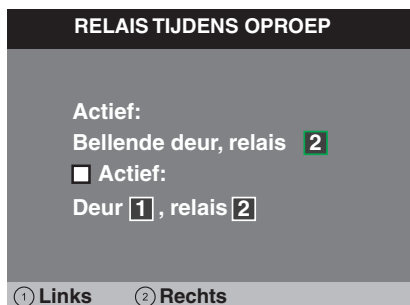 RELAIS TIJDENS OPROEP
Actief:
Bellende deur, relais 2
Actief:
Deur 1 , relais 2
1 Links 2 Rechts